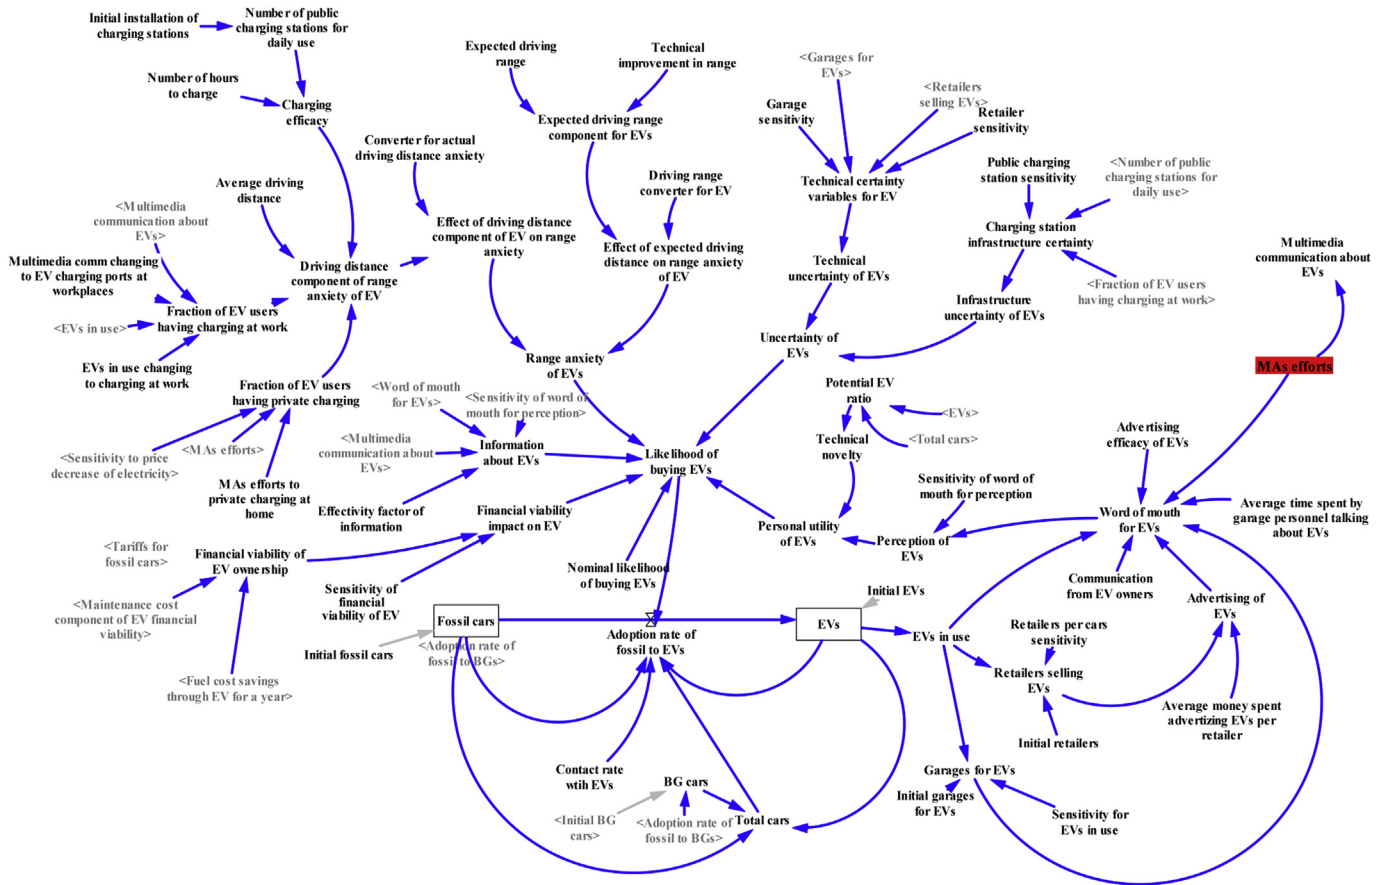 Initial installation of
charging stations
Number of public
charging stations for
daily use
Number of hours
to charge
Charging
efficacy
Expected driving
range
Technical
improvement in range
<Garages for
EVs>
<Retailers
selling EVs>
Garage
sensitivity
Retailer
sensitivity
Expected driving range
component for EVs
Converter for actual
driving distance anxiety
Driving range
converter for EV
Technical certainty
variables for EV
Public charging
station sensitivity
<Number of public
charging stations for
daily use>
Average driving
distance
<Multimedia
communication about
EVs>
Effect of driving distance
component of EV on range
anxiety
Effect of expected driving
distance on range anxiety
of EV
Charging station
infrastructure certainty
Multimedia
communication about
EVs
Multimedia comm changing
to EV charging ports at
workplaces
Driving distance
component of range
anxiety of EV
Technical
uncertainty of EVs
<Fraction of EV users
having charging at work>
Infrastructure
uncertainty of EVs
Fraction of EV users
having charging at work
<EVs in use>
Uncertainty of
EVs
EVs in use changing
to charging at work
Range anxiety
of EVs
MAs efforts
Fraction of EV users
having private charging
<Word of mouth
for EVs>
<Sensitivity of word of
mouth for perception>
Potential EV
ratio
<EVs>
<Total cars>
<Sensitivity to price
decrease of electricity>
<MAs efforts>
<Multimedia
communication about
EVs>
Information
about EVs
Likelihood of
buying EVs
Technical
novelty
Advertising
efficacy of EVs
MAs efforts to
private charging at
home
Effectivity factor of
information
Financial viability
impact on EV
Sensitivity of word of
mouth for perception
Personal utility
of EVs
Perception of
EVs
Word of mouth
for EVs
Average time spent by
garage personnel talking
about EVs
<Tariffs for
fossil cars>
Financial viability of
EV ownership
Nominal likelihood
of buying EVs
Communication
from EV owners
<Maintenance cost
component of EV financial
viability>
Sensitivity of
financial
viability of EV
Initial EVs
Advertising of
EVs
Fossil cars
EVs
EVs in use
Retailers per cars
sensitivity
Initial fossil cars
<Adoption rate of
fossil to BGs>
Adoption rate of
fossil to EVs
Retailers selling
EVs
<Fuel cost savings
through EV for a year>
Average money spent
advertizing EVs per
retailer
Initial retailers
Contact rate
wtih EVs
BG cars
Garages for EVs
<Initial BG
cars>
<Adoption rate of
fossil to BGs>
Total cars
Initial garages
for EVs
Sensitivity for
EVs in use